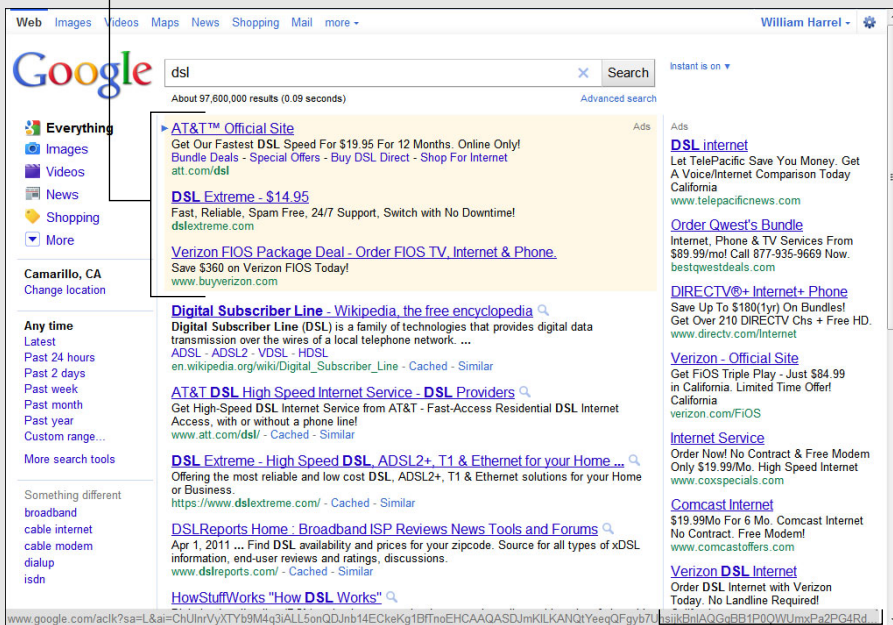 Web Images Videos Maps News Shopping Mail more
William Harrel
Google
dsl
Search
Instant is on
About 97,600,000 results (0.09 seconds)
Advanced search
Everything
Images
Videos
News
Shopping
More
Camarillo, CA
Change location
Any time
Latest
Past 24 hours
Past 2 days
Past week
Past month
Past year
Custom range...
More search tools
Something different
broadband
cable internet
cable modem
dialup
isdn
AT&T™ Official Site
Ads
Get Our Fastest DSL Speed For $19.95 For 12 Months. Online Only!
Bundle Deals - Special Offers - Buy DSL Direct - Shop For Internet
att.com/dsl
DSL Extreme - $14.95
Fast, Reliable, Spam Free, 24/7 Support, Switch with No Downtime!
dslextreme.com
Verizon FIOS Package Deal - Order FIOS TV, Internet & Phone.
Save $360 on Verizon FIOS Today!
www.buyverizon.com
Digital Subscriber Line - Wikipedia, the free encyclopedia
Digital Subscriber Line (DSL) is a family of technologies that provides digital data
transmission over the wires of a local telephone network. ...
ADSL - ADSL2 - VDSL - HDSL
en.wikipedia.org/wiki/Digital_Subscriber_Line - Cached - Similar
AT&T DSL High Speed Internet Service - DSL Providers
Get High-Speed DSL Internet Service from AT&T - Fast-Access Residential DSL Internet
Access, with or without a phone line!
www.att.com/dsl/ - Cached - Similar
DSL Extreme - High Speed DSL, ADSL2+, T1 & Ethernet for your Home ...
Offering the most reliable and low cost DSL, ADSL2+, T1 & Ethernet solutions for your Home
or Business.
https://www.dslextreme.com/ - Cached - Similar
DSLReports Home : Broadband ISP Reviews News Tools and Forums
Apr 1, 2011 ... Find DSL availability and prices for your zipcode. Source for all types of xDSL
information, end-user reviews and ratings, discussions.
www.dslreports.com/ - Cached - Similar
HowStuffWorks "How DSL Works"
Ads
DSL internet
Let TelePacific Save You Money. Get
A Voice/Internet Comparison Today
California
www.telepacificnews.com
Order Qwest's Bundle
Internet, Phone & TV Services From
$89.99/mo! Call 877-935-9669 Now.
bestqwestdeals.com
DIRECTV®+ Internet+ Phone
Save Up To $180(1yr) On Bundles!
Get Over 210 DIRECTV Chs + Free HD.
www.directv.com/Internet
Verizon - Official Site
Get FiOS Triple Play - Just $84.99
in California. Limited Time Offer!
California
verizon.com/FiOS
Internet Service
Order Now! No Contract & Free Modem
Only $19.99/Mo. High Speed Internet
www.coxspecials.com
Comcast Internet
$19.99Mo For 6 Mo. Comcast Internet
No Contract. Free Modem!
www.comcastoffers.com
Verizon DSL Internet
Order DSL Internet with Verizon
Today. No Landline Required!